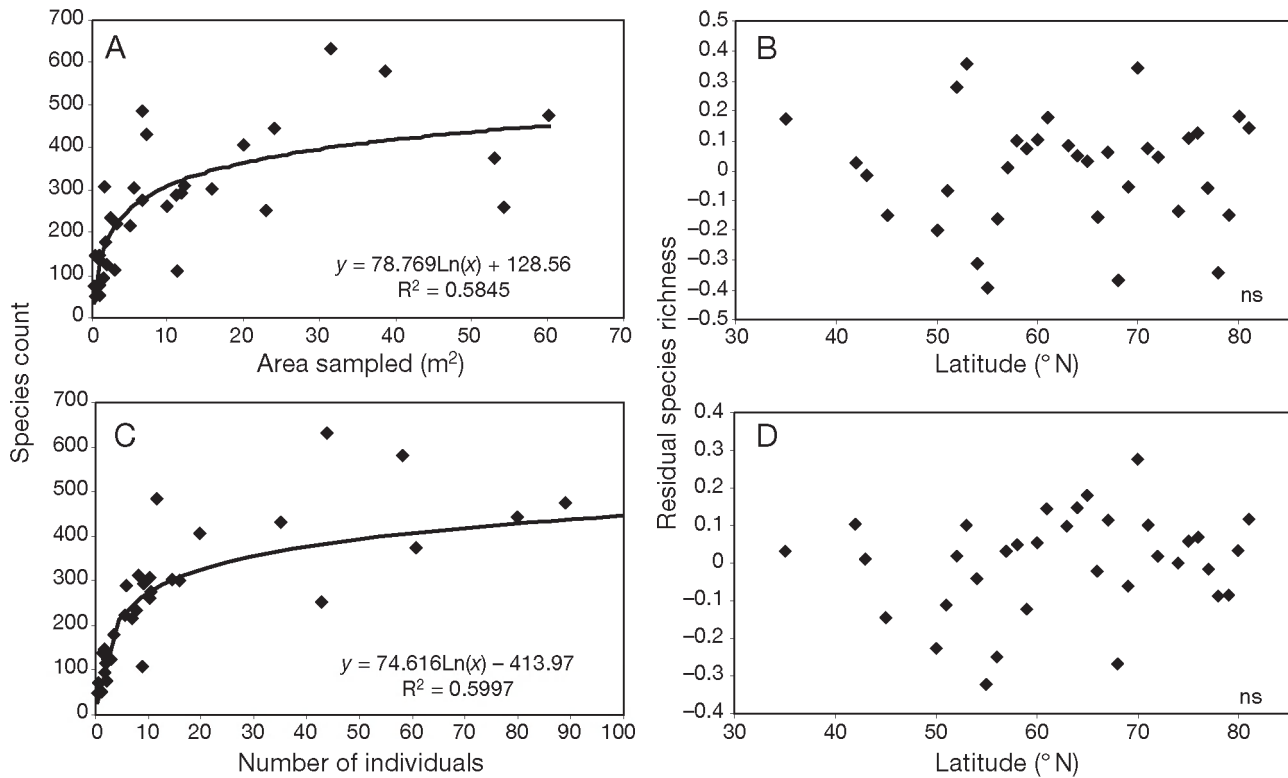 Species count
A
700
600
500
400
300
200
100
0
y = 78.769Ln(x) + 128.56
R² = 0.5845
0 10 20 30 40 50 60 70
Area sampled (m²)
C
700
600
500
400
300
200
100
0
y = 74.616Ln(x) – 413.97
R² = 0.5997
0 10 20 30 40 50 60 70 80 90 100
Number of individuals
Residual species richness
B
0.5
0.4
0.3
0.2
0.1
0
–0.1
–0.2
–0.3
–0.4
–0.5
ns
30 40 50 60 70 80
Latitude (° N)
D
0.4
0.3
0.2
0.1
0
–0.1
–0.2
–0.3
–0.4
ns
30 40 50 60 70 80
Latitude (° N)